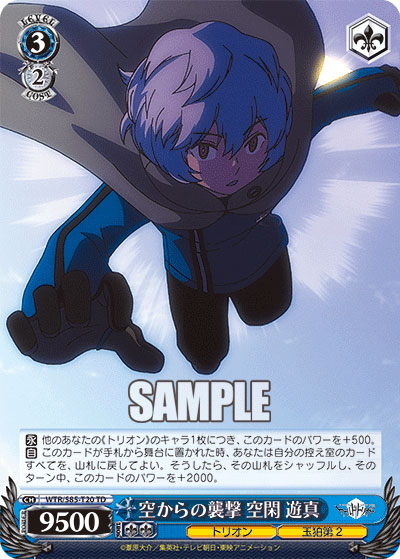 LEVEL
3
2
COST
SAMPLE
永 他のあなたの《トリオン》のキャラ1枚につき、このカードのパワーを+500。
自 このカードが手札から舞台に置かれた時、あなたは自分の控え室のカード
すべてを、山札に戻してよい。そうしたら、その山札をシャッフルし、その
ターン中、このカードのパワーを+2000。
CH WTR/S85-T20 TD
空からの襲撃 空閑 遊真
9500
トリオン 玉狛第2
©葦原大介/集英社・テレビ朝日・東映アニメーション